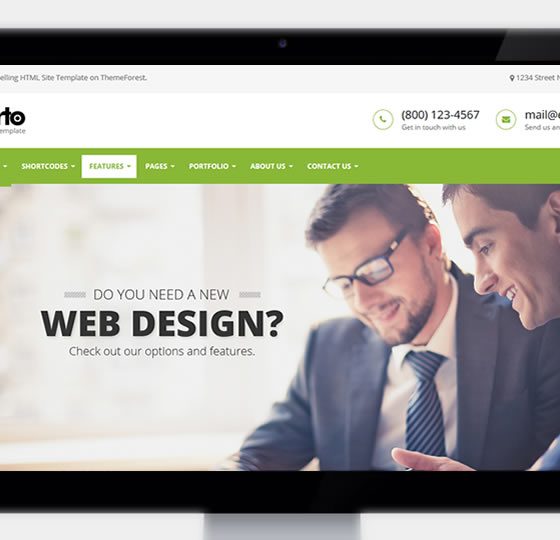 elling HTML Site Template on ThemeForest.
1234 Street N
rto
emplate
(800) 123-4567
Get in touch with us
mail@e
Send us an
SHORTCODES
FEATURES
PAGES
PORTFOLIO
ABOUT US
CONTACT US
DO YOU NEED A NEW
WEB DESIGN?
Check out our options and features.